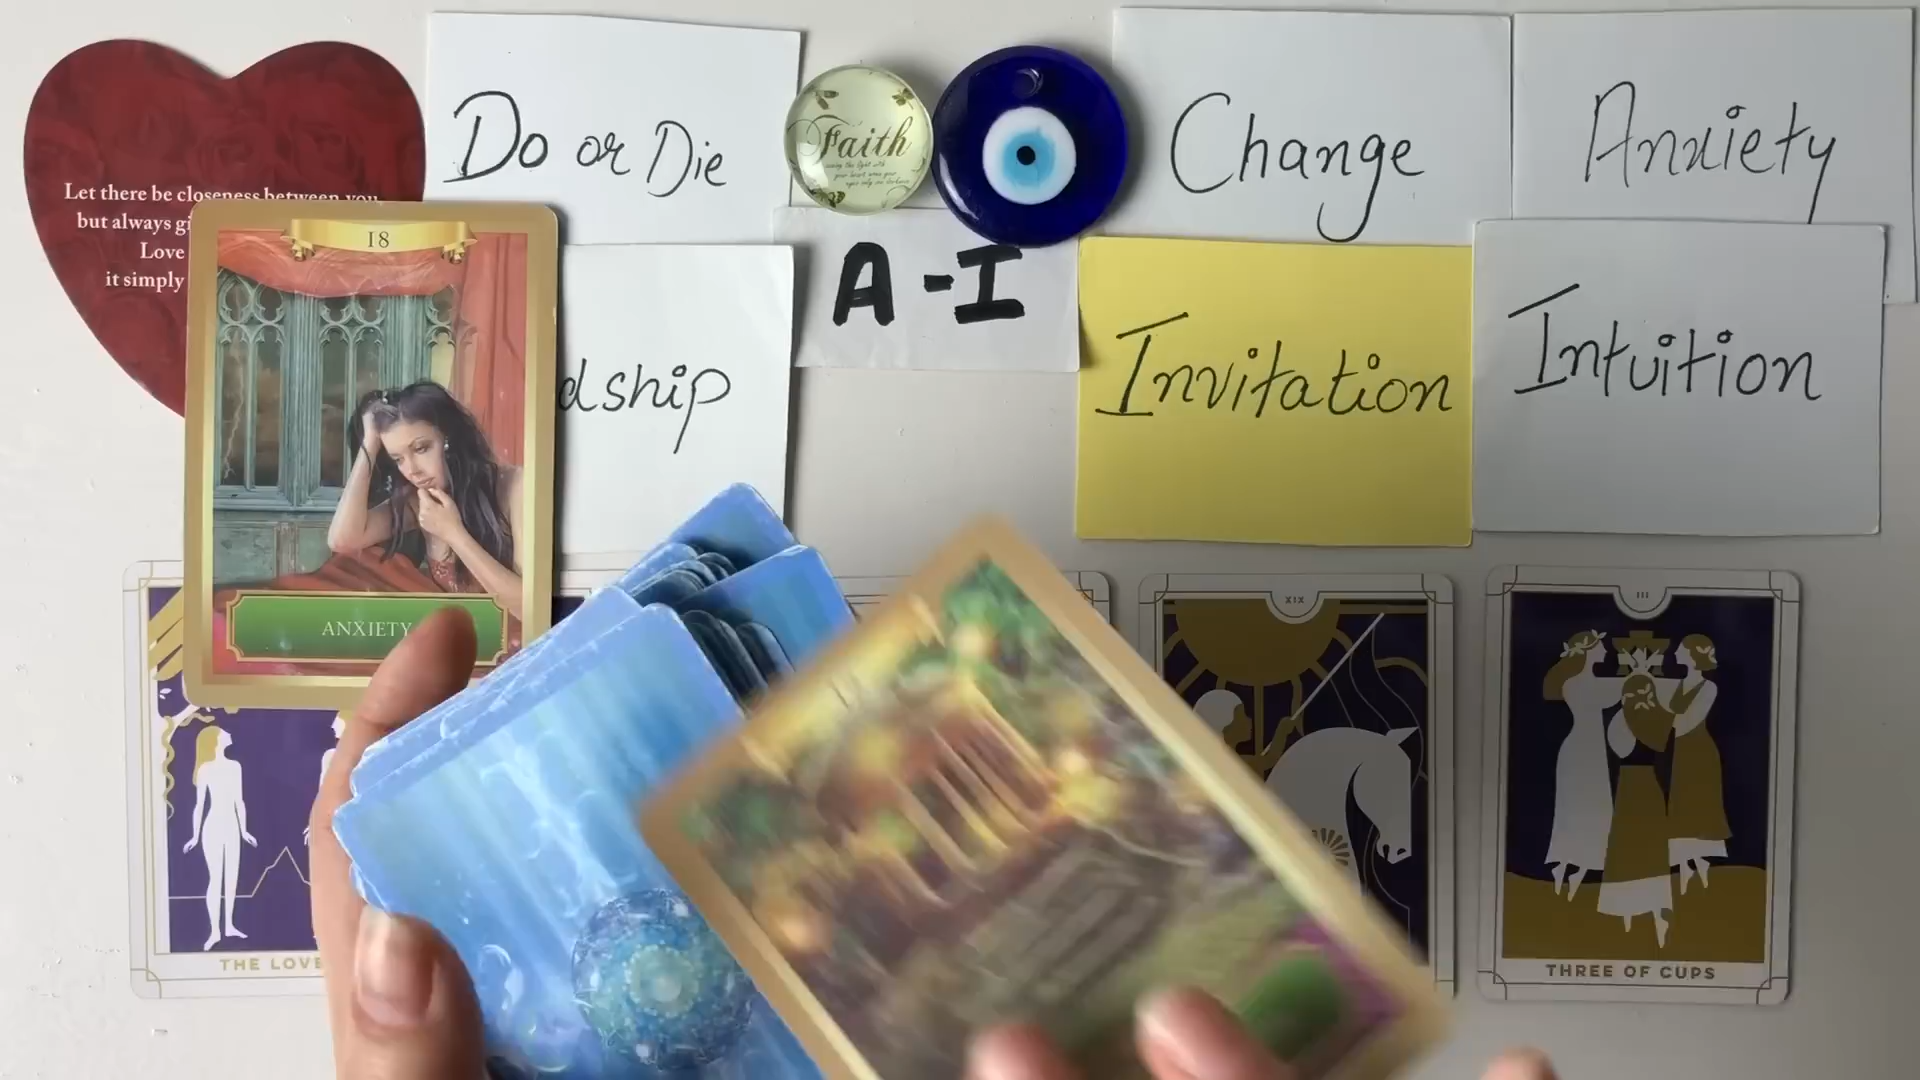 Let there be closeness between you,
but always gi
Love
it simply
18
ANXIETY
Do or Die
Faith
Change
Anxiety
dship
A-I
Invitation
Intuition
THE LOVE
XIX
III
THREE OF CUPS